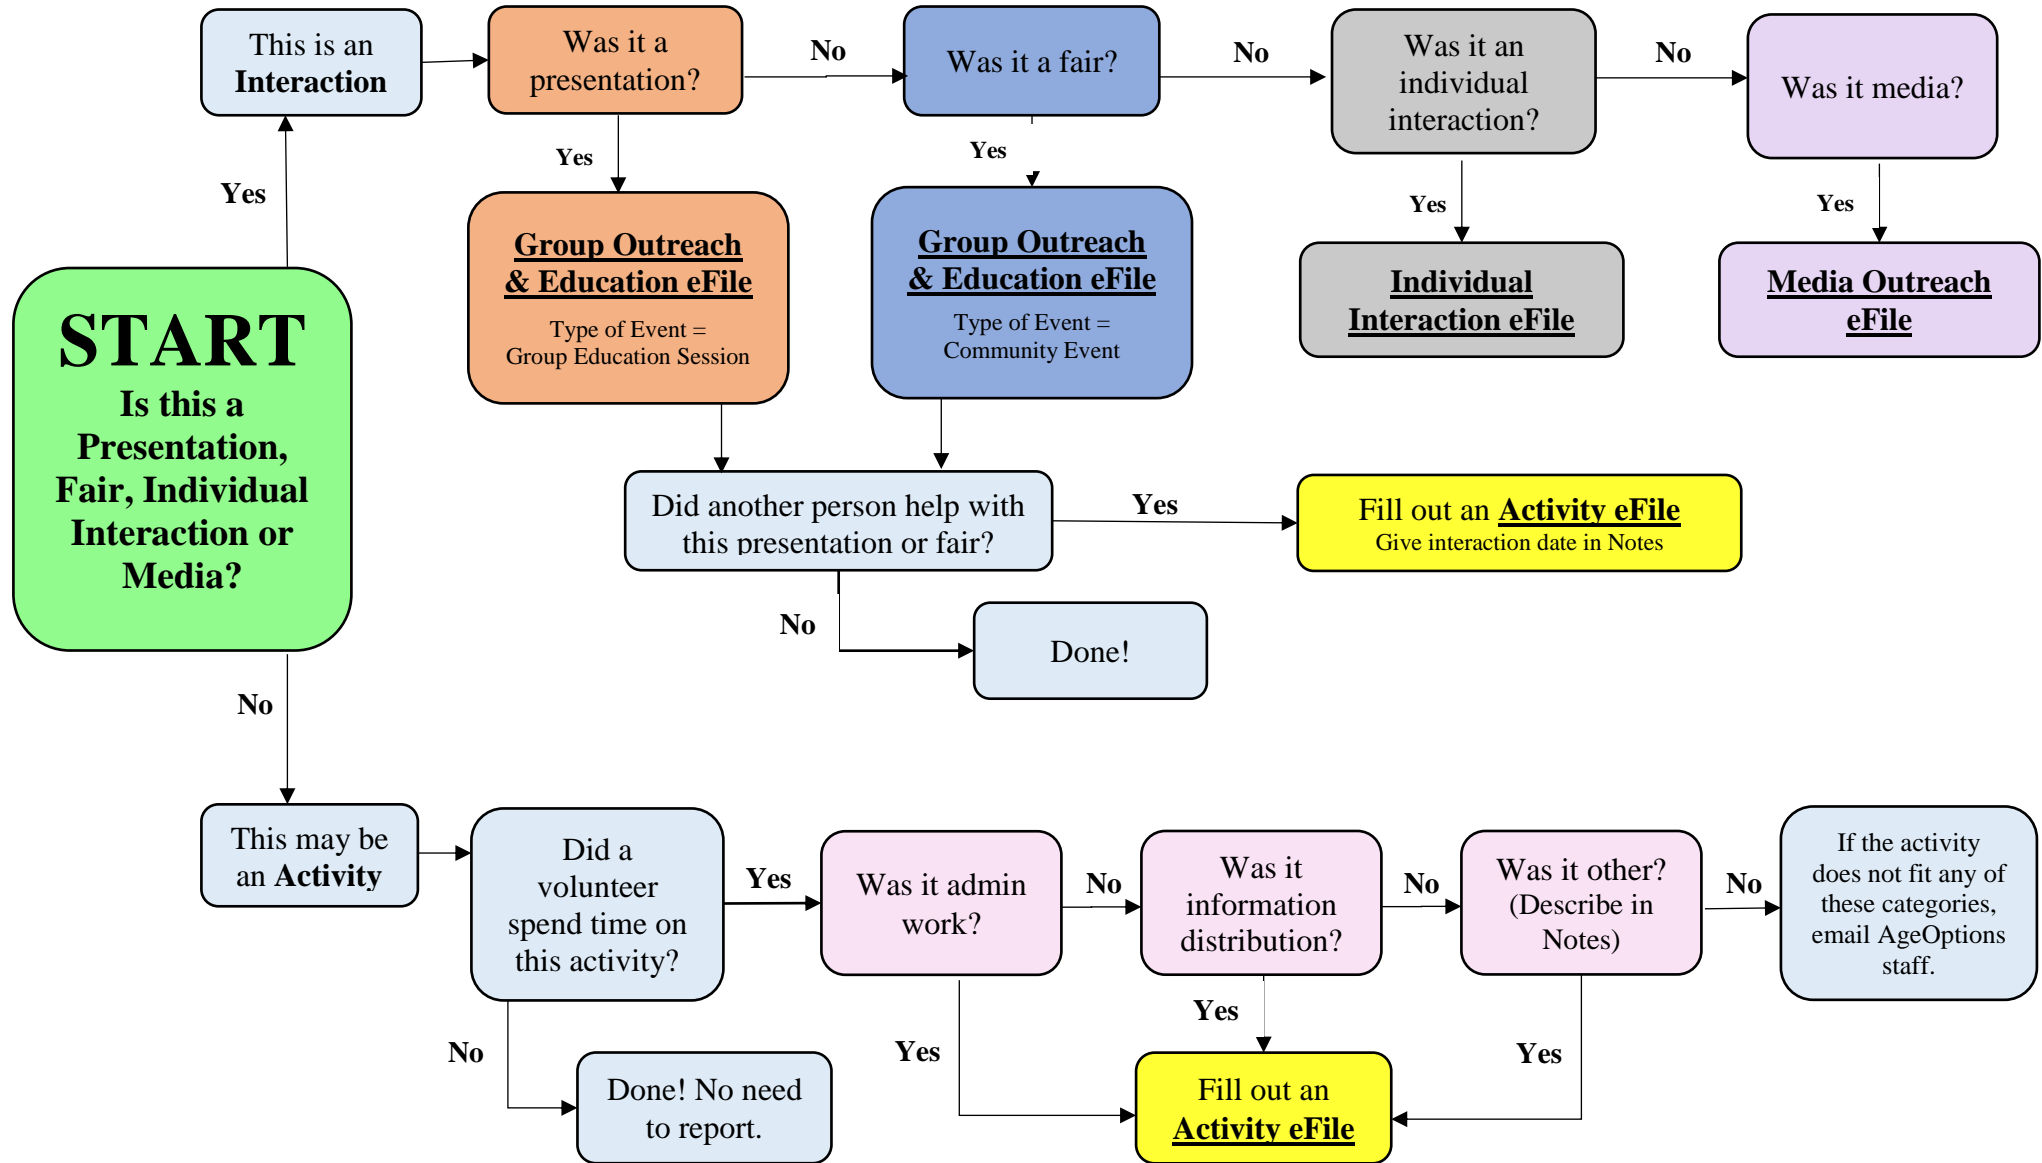 This is an
Interaction
Was it a
presentation?
No
Was it a fair?
No
Was it an
individual
interaction?
No
Was it media?
Yes
Yes
Yes
Yes
Yes
Group Outreach
& Education eFile
Type of Event =
Group Education Session
Group Outreach
& Education eFile
Type of Event =
Community Event
Individual
Interaction eFile
Media Outreach
eFile
START
Is this a
Presentation,
Fair, Individual
Interaction or
Media?
Did another person help with
this presentation or fair?
Yes
Fill out an Activity eFile
Give interaction date in Notes
No
Done!
No
This may be
an Activity
Did a
volunteer
spend time on
this activity?
Yes
Was it admin
work?
No
Was it
information
distribution?
No
Was it other?
(Describe in
Notes)
No
If the activity
does not fit any of
these categories,
email AgeOptions
staff.
No
Done! No need
to report.
Yes
Yes
Yes
Fill out an
Activity eFile